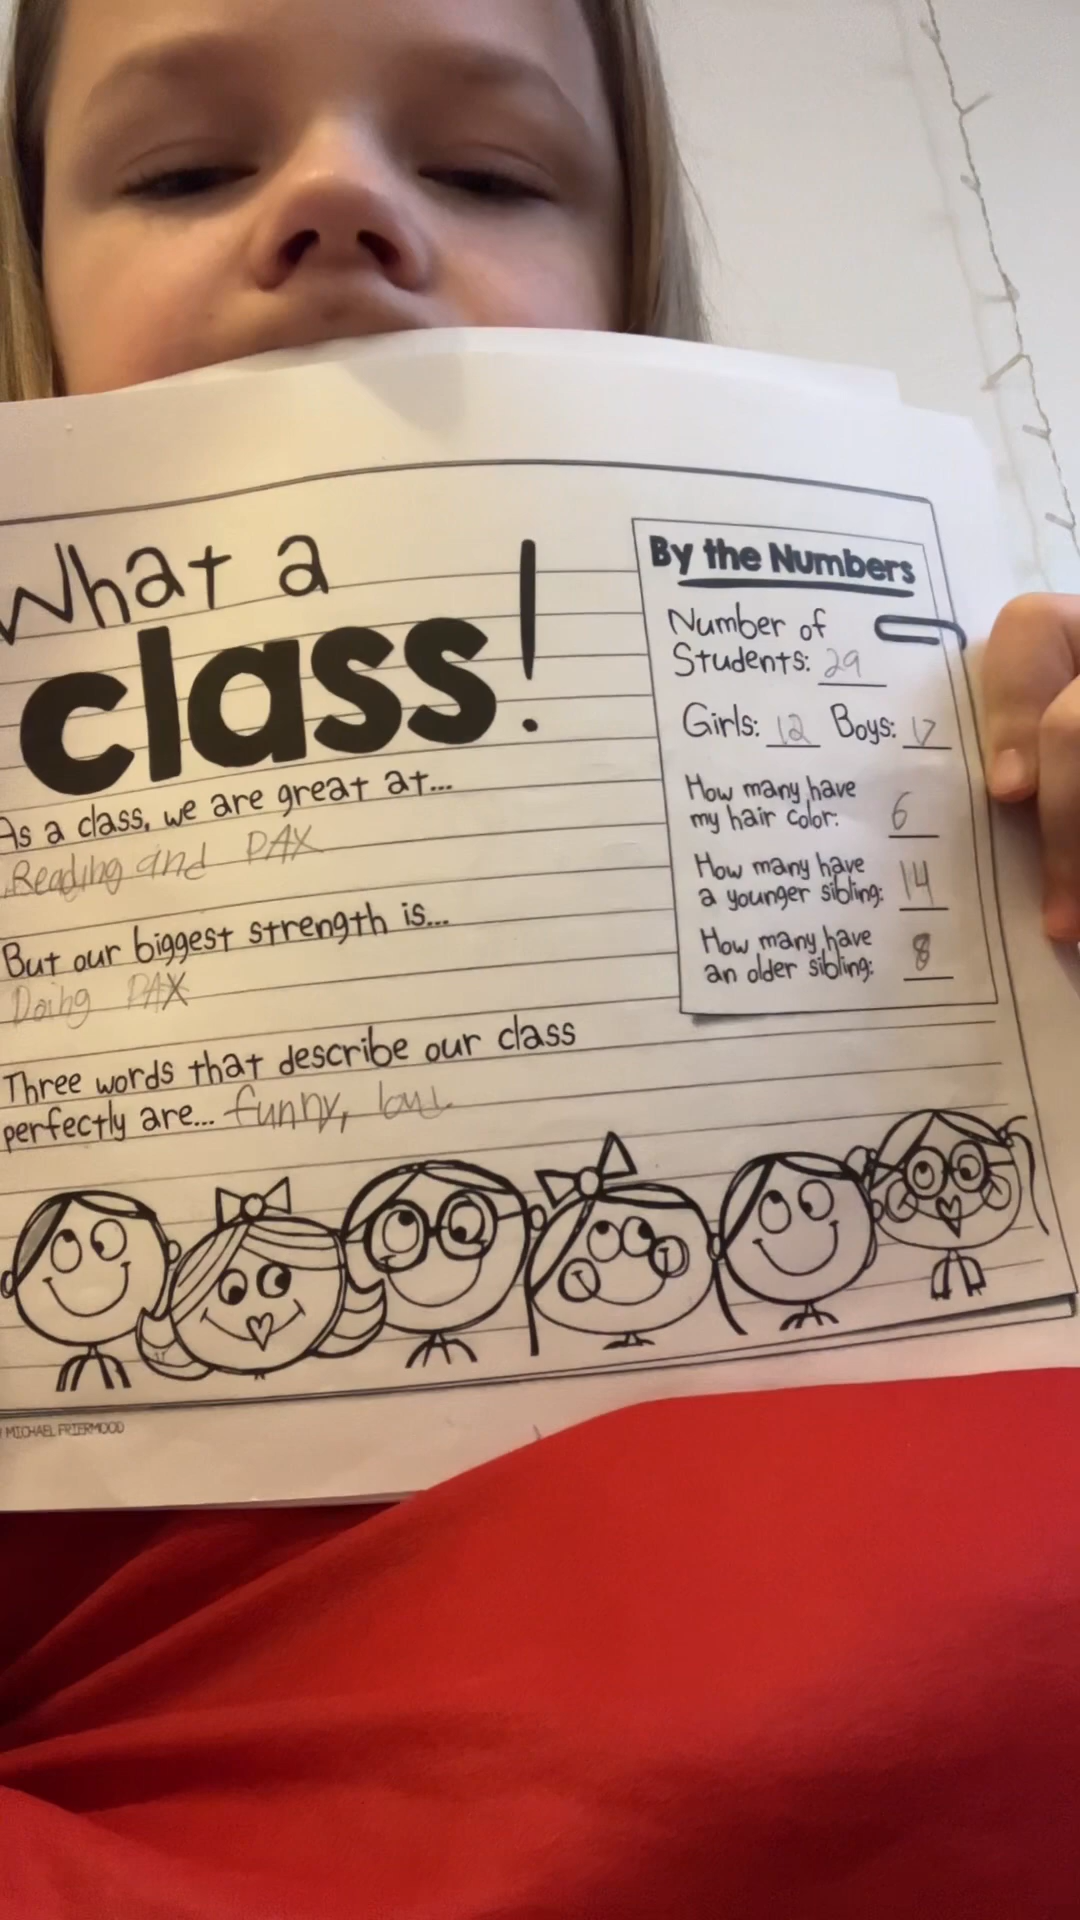 What a
class!
As a class, we are great at...
Reading and PAX
But our biggest strength is...
Doing PAX
Three words that describe our class
perfectly are... funny,
By the Numbers
Number of
Students: 29
Girls: 12 Boys: 17
How many have
my hair color: 6
How many have
a younger sibling: 14
How many have
an older sibling: 8
MICHAEL FRIERMOOD